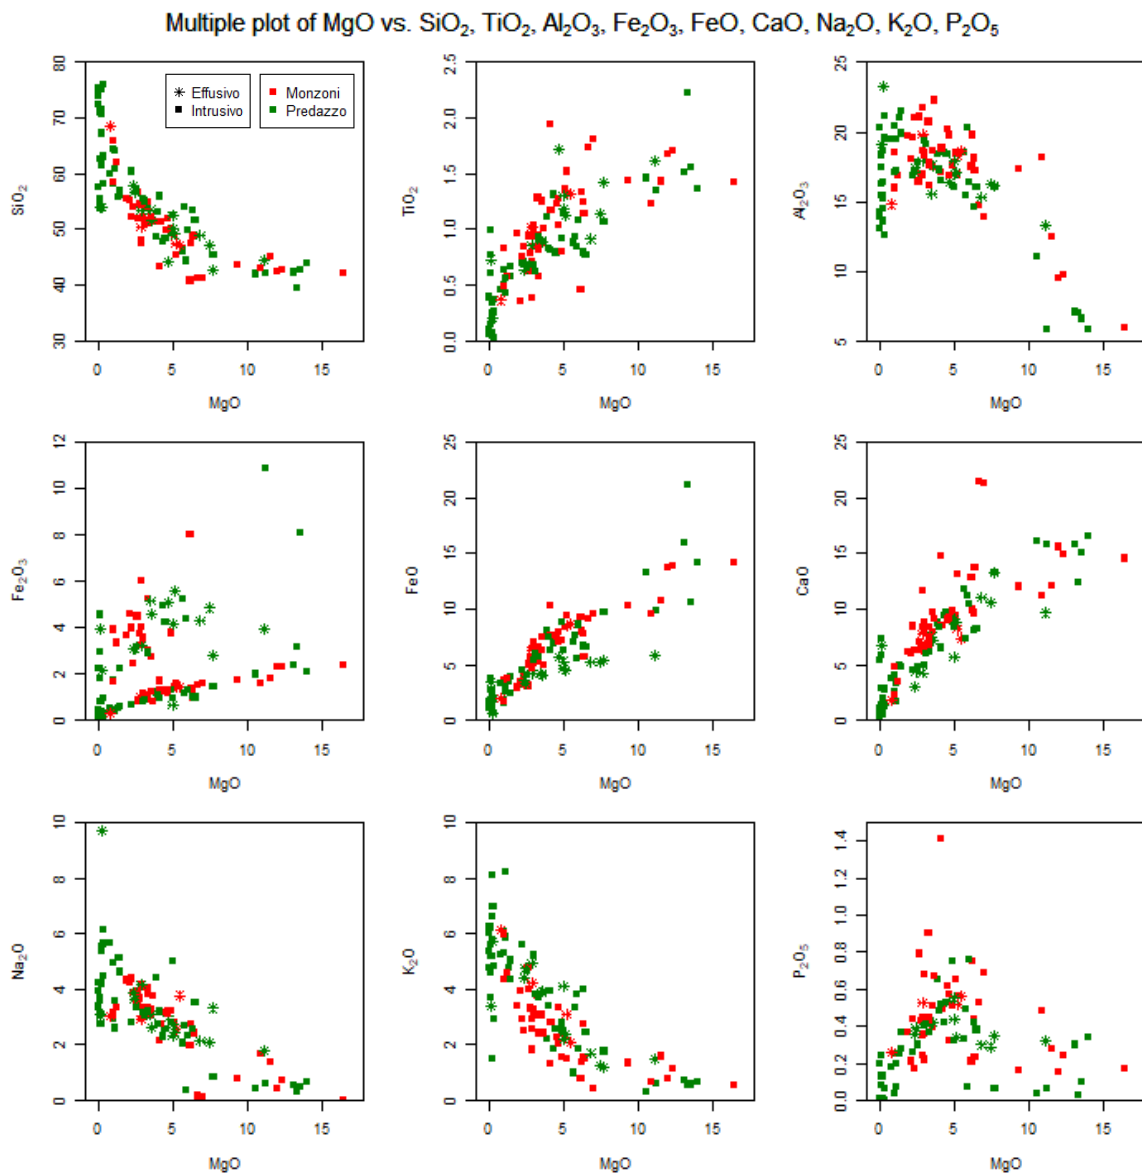 Multiple plot of MgO vs. SiO₂, TiO₂, Al₂O₃, Fe₂O₃, FeO, CaO, Na₂O, K₂O, P₂O₅
SiO₂
80
70
60
50
40
30
Effusivo
Intrusivo
Monzoni
Predazzo
0 5 10 15
MgO
TiO₂
2.5
2.0
1.5
1.0
0.5
0.0
0 5 10 15
MgO
Al₂O₃
25
20
15
10
5
0 5 10 15
MgO
Fe₂O₃
12
10
8
6
4
2
0
0 5 10 15
MgO
FeO
25
20
15
10
5
0
0 5 10 15
MgO
CaO
25
20
15
10
5
0
0 5 10 15
MgO
Na₂O
10
8
6
4
2
0
0 5 10 15
MgO
K₂O
10
8
6
4
2
0
0 5 10 15
MgO
P₂O₅
1.4
1.2
1.0
0.8
0.6
0.4
0.2
0.0
0 5 10 15
MgO